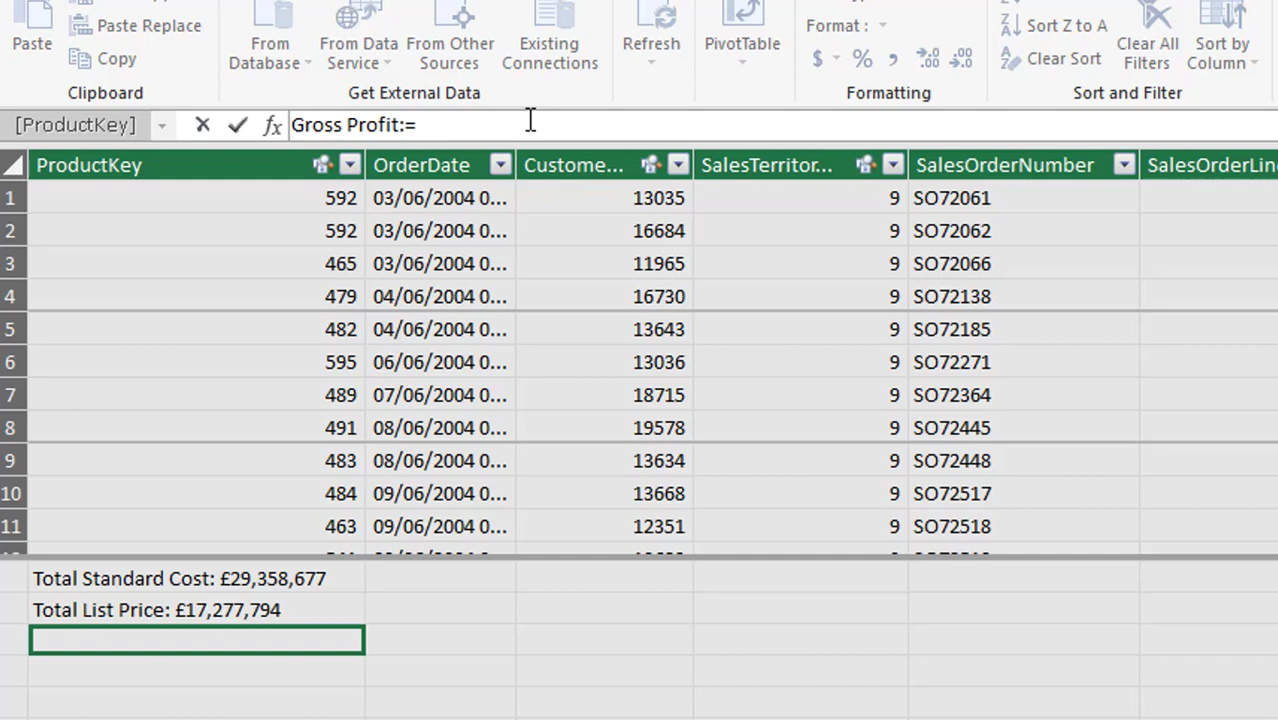 Paste
Paste Replace
Copy
Clipboard
From Database
From Data Service
From Other Sources
Existing Connections
Get External Data
Refresh
PivotTable
Format :
$ % ,
Formatting
Sort Z to A
Clear Sort
Clear All Filters
Sort by Column
Sort and Filter
[ProductKey] fx Gross Profit:=
ProductKey OrderDate Custome... SalesTerritor... SalesOrderNumber SalesOrderLin
1 592 03/06/2004 0... 13035 9 SO72061
2 592 03/06/2004 0... 16684 9 SO72062
3 465 03/06/2004 0... 11965 9 SO72066
4 479 04/06/2004 0... 16730 9 SO72138
5 482 04/06/2004 0... 13643 9 SO72185
6 595 06/06/2004 0... 13036 9 SO72271
7 489 07/06/2004 0... 18715 9 SO72364
8 491 08/06/2004 0... 19578 9 SO72445
9 483 08/06/2004 0... 13634 9 SO72448
10 484 09/06/2004 0... 13668 9 SO72517
11 463 09/06/2004 0... 12351 9 SO72518
Total Standard Cost: £29,358,677
Total List Price: £17,277,794